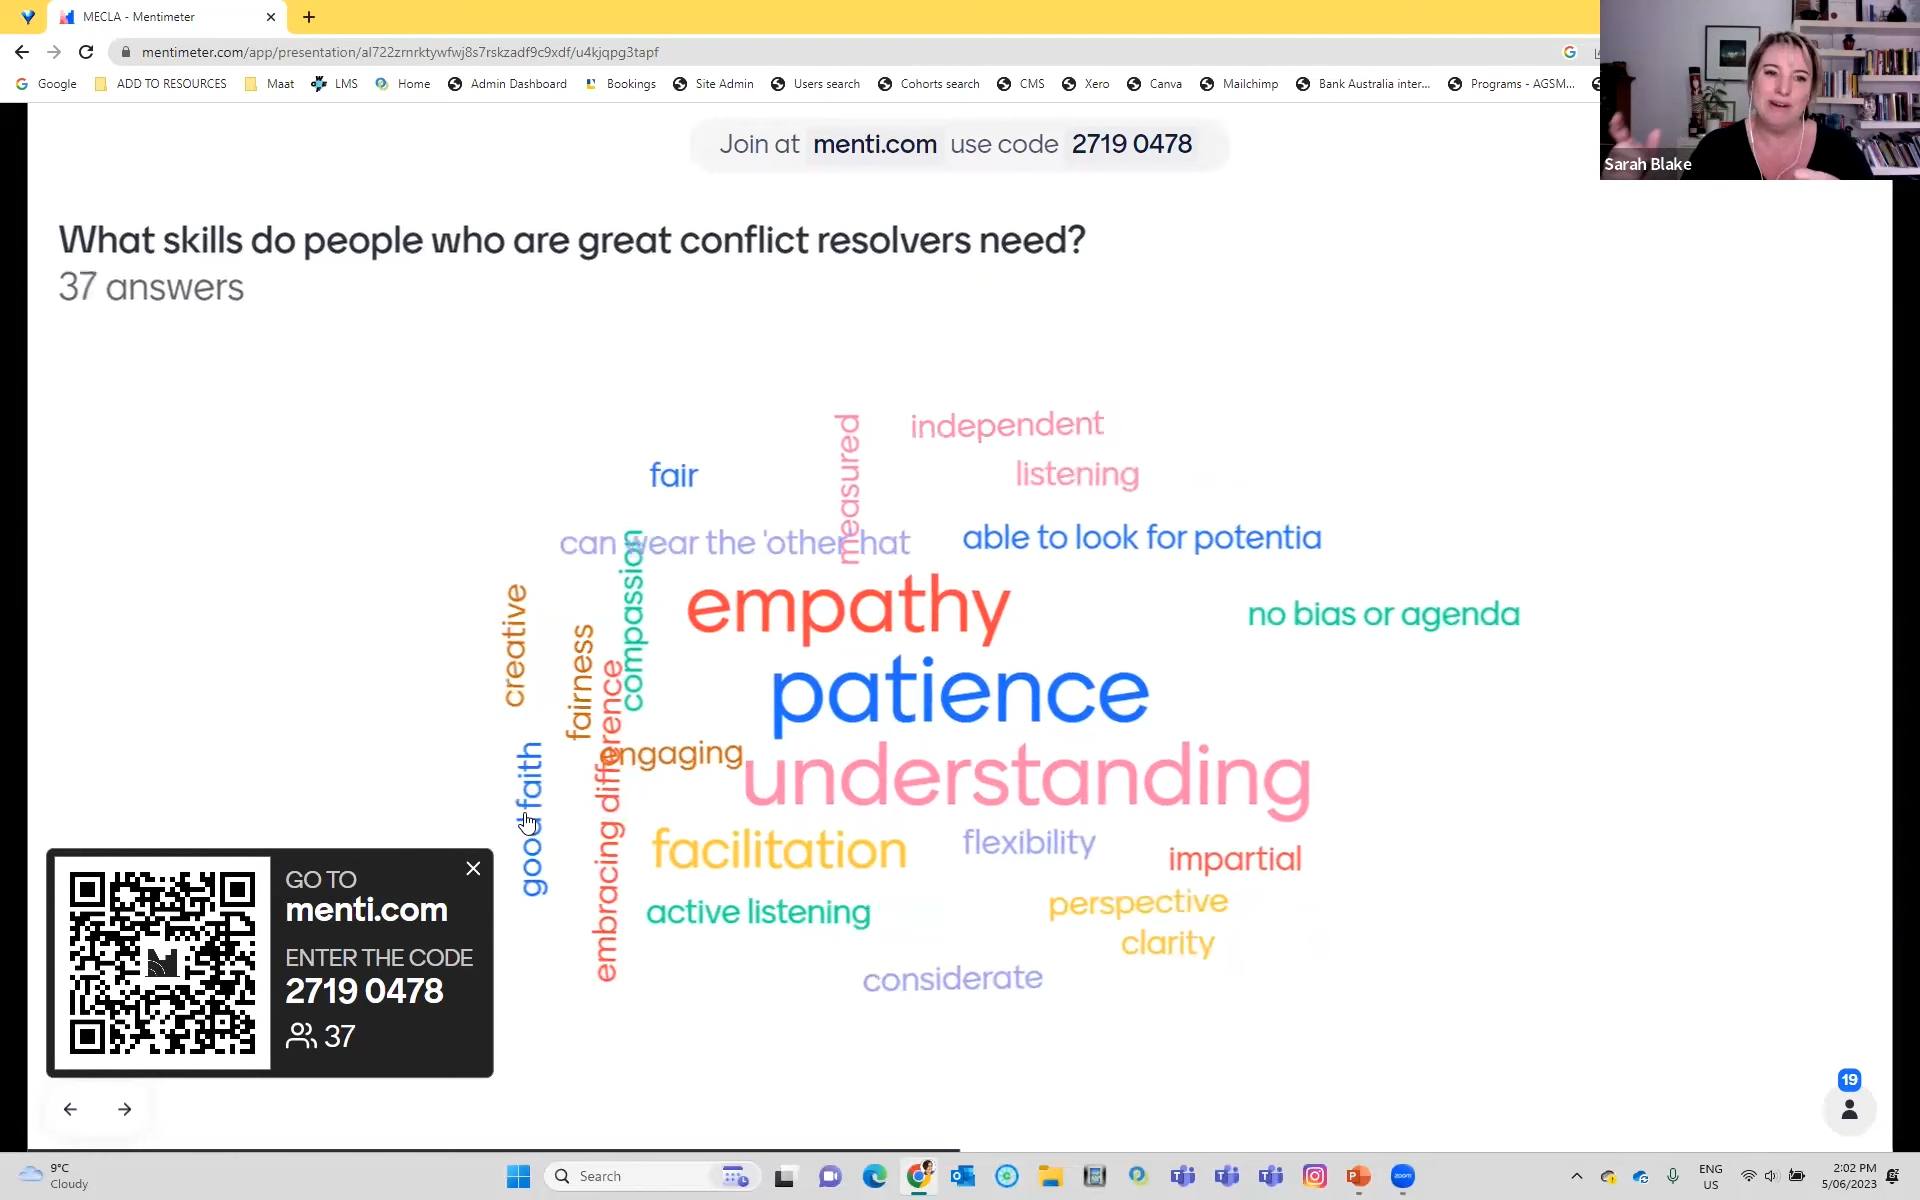 MECLA - Mentimeter
mentimeter.com/app/presentation/al722zrnrktywfwj8s7rskzadf9c9xdf/u4kjqpg3tapf
Google ADD TO RESOURCES Maat LMS Home Admin Dashboard Bookings Site Admin Users search Cohorts search CMS Xero Canva Mailchimp Bank Australia inter... Programs - AGSM...
Sarah Blake
Join at menti.com use code 2719 0478
What skills do people who are great conflict resolvers need?
37 answers
measured
independent
fair
listening
can wear the 'other' hat
able to look for potentia
compassion
creative
empathy
no bias or agenda
fairness
patience
embracing difference
good faith
engaging
understanding
facilitation
flexibility
impartial
active listening
perspective
clarity
considerate
GO TO
menti.com
ENTER THE CODE
2719 0478
37
19
9°C
Cloudy
Search
zoom
ENG
US
2:02 PM
5/06/2023